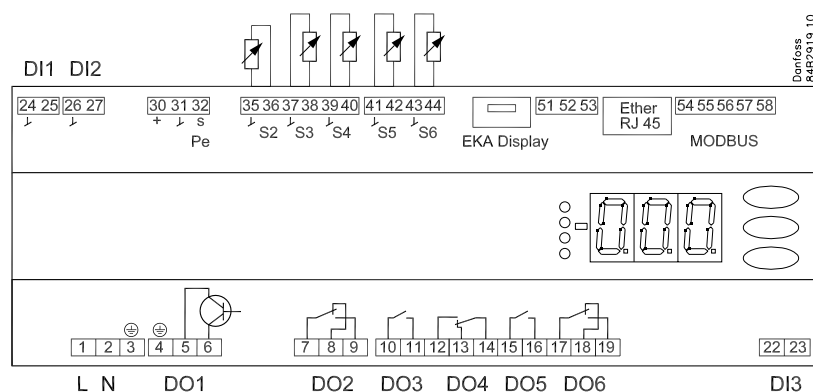 Danfoss
84B2919.10
DI1 DI2
24 25 26 27 30 31 32 35 36 37 38 39 40 41 42 43 44 51 52 53 Ether 54 55 56 57 58
RJ 45
+ s S2 S3 S4 S5 S6
Pe EKA Display MODBUS
1 2 3 4 5 6 7 8 9 10 11 12 13 14 15 16 17 18 19 22 23
L N DO1 DO2 DO3 DO4 DO5 DO6 DI3